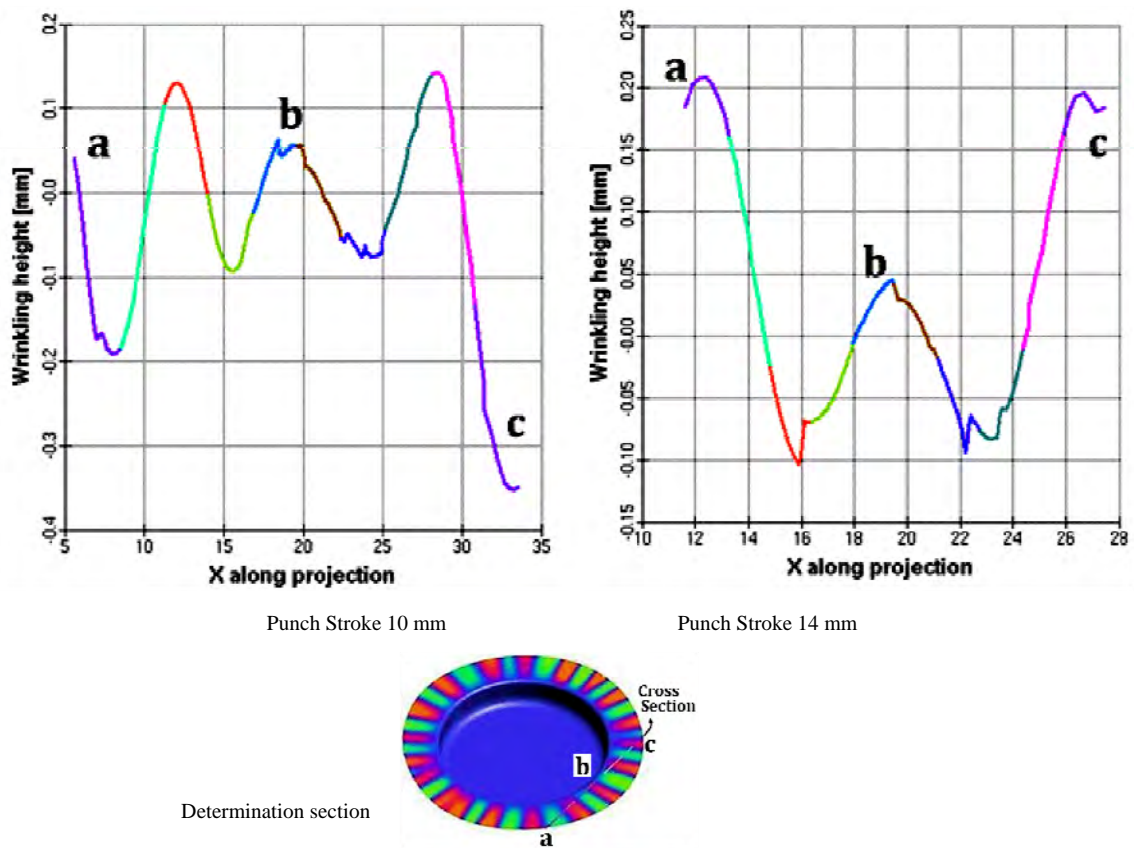 0.2
0.1
0.0
-0.1
-0.2
-0.3
-0.4
Wrinkling height [mm]
a
b
c
5 10 15 20 25 30 35
X along projection
0.25
0.20
0.15
0.10
0.05
-0.00
-0.05
-0.10
-0.15
Wrinkling height [mm]
a
b
c
10 12 14 16 18 20 22 24 26 28
X along projection
Punch Stroke 10 mm
Punch Stroke 14 mm
Cross
Section
c
b
Determination section
a